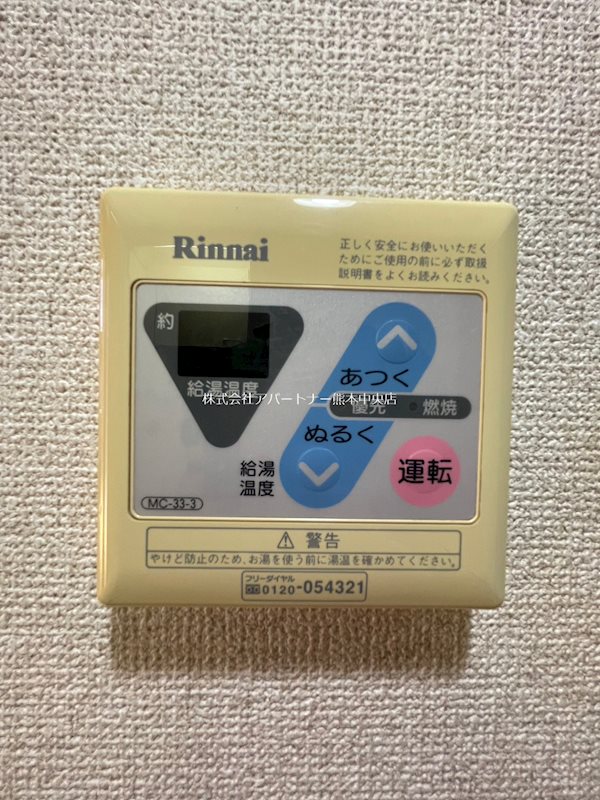 Rinnai
正しく安全にお使いいただく
ためにご使用の前に必ず取扱
説明書をよくお読みください。
約
給湯温度
あつく
株式会社アパートナー熊本中央店
優先 燃焼
ぬるく
給湯
温度
運転
MC-33-3
⚠ 警告
やけど防止のため、お湯を使う前に湯温を確かめてください。
フリーダイヤル
0120-054321